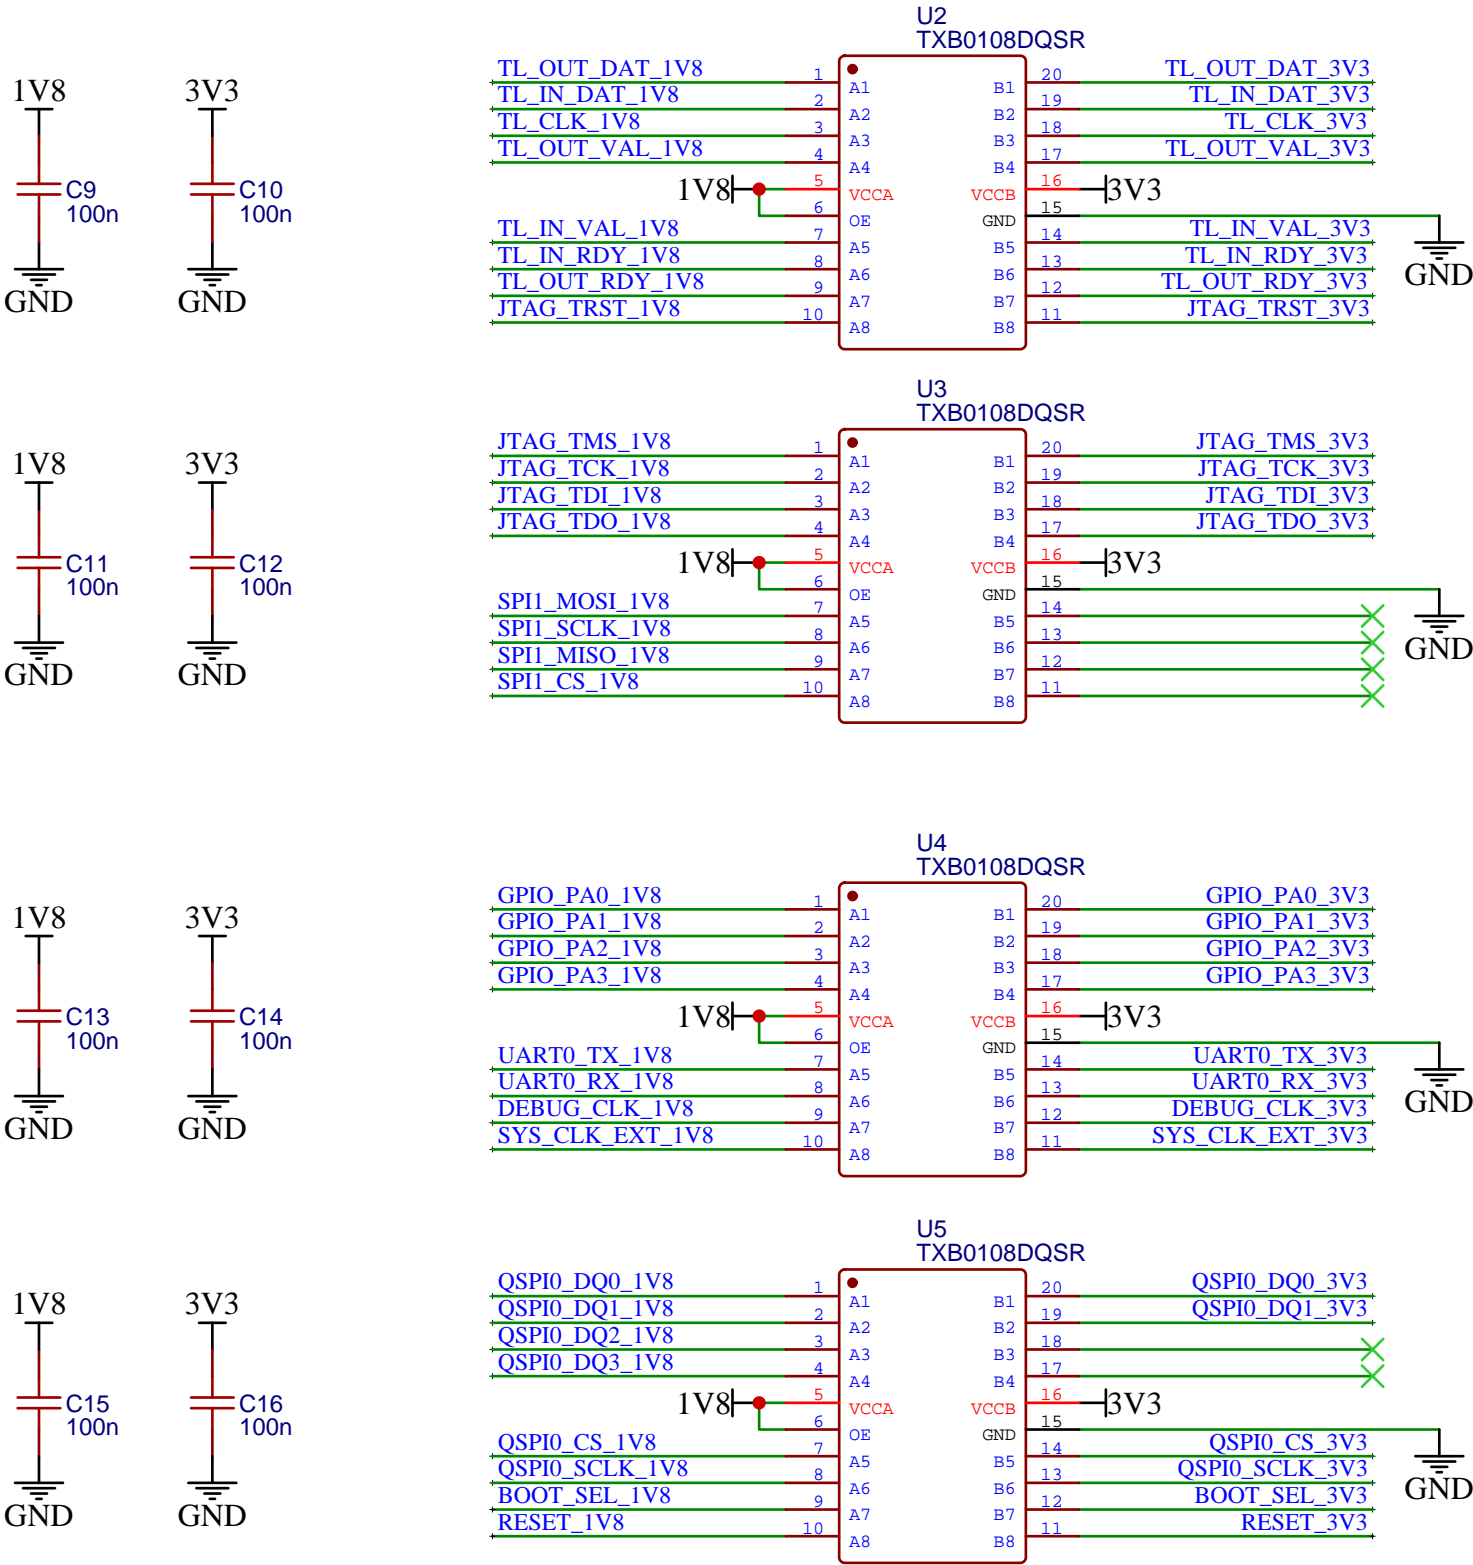 U2
TXB0108DQSR
1V8
3V3
C9
100n
C10
100n
GND
GND
TL_OUT_DAT_1V8 1 A1 B1 20 TL_OUT_DAT_3V3
TL_IN_DAT_1V8 2 A2 B2 19 TL_IN_DAT_3V3
TL_CLK_1V8 3 A3 B3 18 TL_CLK_3V3
TL_OUT_VAL_1V8 4 A4 B4 17 TL_OUT_VAL_3V3
1V8 5 VCCA VCCB 16 3V3
6 OE GND 15
TL_IN_VAL_1V8 7 A5 B5 14 TL_IN_VAL_3V3
TL_IN_RDY_1V8 8 A6 B6 13 TL_IN_RDY_3V3
GND
TL_OUT_RDY_1V8 9 A7 B7 12 TL_OUT_RDY_3V3
JTAG_TRST_1V8 10 A8 B8 11 JTAG_TRST_3V3
U3
TXB0108DQSR
1V8
3V3
C11
100n
C12
100n
GND
GND
JTAG_TMS_1V8 1 A1 B1 20 JTAG_TMS_3V3
JTAG_TCK_1V8 2 A2 B2 19 JTAG_TCK_3V3
JTAG_TDI_1V8 3 A3 B3 18 JTAG_TDI_3V3
JTAG_TDO_1V8 4 A4 B4 17 JTAG_TDO_3V3
1V8 5 VCCA VCCB 16 3V3
6 OE GND 15
SPI1_MOSI_1V8 7 A5 B5 14
SPI1_SCLK_1V8 8 A6 B6 13
GND
SPI1_MISO_1V8 9 A7 B7 12
SPI1_CS_1V8 10 A8 B8 11
U4
TXB0108DQSR
1V8
3V3
C13
100n
C14
100n
GND
GND
GPIO_PA0_1V8 1 A1 B1 20 GPIO_PA0_3V3
GPIO_PA1_1V8 2 A2 B2 19 GPIO_PA1_3V3
GPIO_PA2_1V8 3 A3 B3 18 GPIO_PA2_3V3
GPIO_PA3_1V8 4 A4 B4 17 GPIO_PA3_3V3
1V8 5 VCCA VCCB 16 3V3
6 OE GND 15
UART0_TX_1V8 7 A5 B5 14 UART0_TX_3V3
UART0_RX_1V8 8 A6 B6 13 UART0_RX_3V3
GND
DEBUG_CLK_1V8 9 A7 B7 12 DEBUG_CLK_3V3
SYS_CLK_EXT_1V8 10 A8 B8 11 SYS_CLK_EXT_3V3
U5
TXB0108DQSR
1V8
3V3
C15
100n
C16
100n
GND
GND
QSPI0_DQ0_1V8 1 A1 B1 20 QSPI0_DQ0_3V3
QSPI0_DQ1_1V8 2 A2 B2 19 QSPI0_DQ1_3V3
QSPI0_DQ2_1V8 3 A3 B3 18
QSPI0_DQ3_1V8 4 A4 B4 17
1V8 5 VCCA VCCB 16 3V3
6 OE GND 15
QSPI0_CS_1V8 7 A5 B5 14 QSPI0_CS_3V3
QSPI0_SCLK_1V8 8 A6 B6 13 QSPI0_SCLK_3V3
GND
BOOT_SEL_1V8 9 A7 B7 12 BOOT_SEL_3V3
RESET_1V8 10 A8 B8 11 RESET_3V3